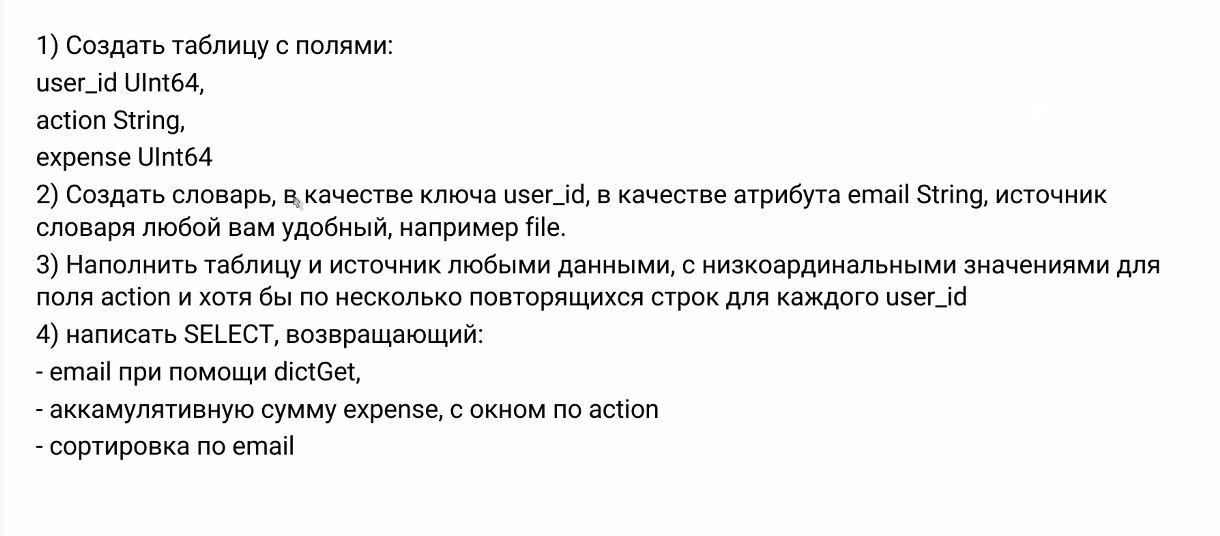 1) Создать таблицу с полями:
user_id UInt64,
action String,
expense UInt64
2) Создать словарь, в качестве ключа user_id, в качестве атрибута email String, источник
словаря любой вам удобный, например file.
3) Наполнить таблицу и источник любыми данными, с низкоардинальными значениями для
поля action и хотя бы по несколько повторящихся строк для каждого user_id
4) написать SELECT, возвращающий:
- email при помощи dictGet,
- аккамулятивную сумму expense, с окном по action
- сортировка по email